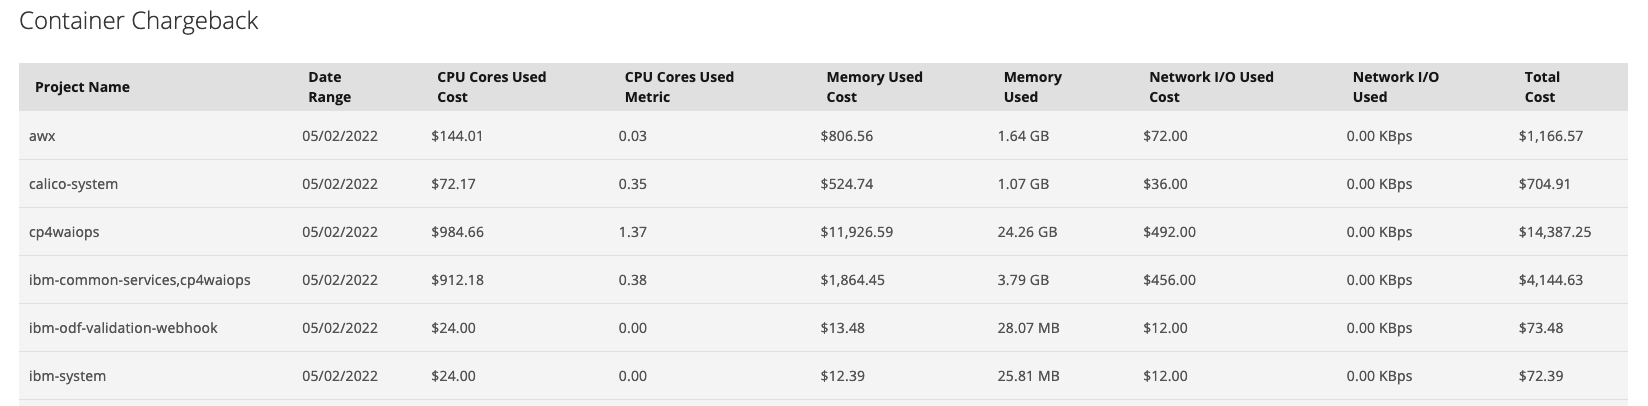 Container Chargeback
Project Name Date Range CPU Cores Used Cost CPU Cores Used Metric Memory Used Cost Memory Used Network I/O Used Cost Network I/O Used Total Cost
awx 05/02/2022 $144.01 0.03 $806.56 1.64 GB $72.00 0.00 KBps $1,166.57
calico-system 05/02/2022 $72.17 0.35 $524.74 1.07 GB $36.00 0.00 KBps $704.91
cp4waiops 05/02/2022 $984.66 1.37 $11,926.59 24.26 GB $492.00 0.00 KBps $14,387.25
ibm-common-services,cp4waiops 05/02/2022 $912.18 0.38 $1,864.45 3.79 GB $456.00 0.00 KBps $4,144.63
ibm-odf-validation-webhook 05/02/2022 $24.00 0.00 $13.48 28.07 MB $12.00 0.00 KBps $73.48
ibm-system 05/02/2022 $24.00 0.00 $12.39 25.81 MB $12.00 0.00 KBps $72.39